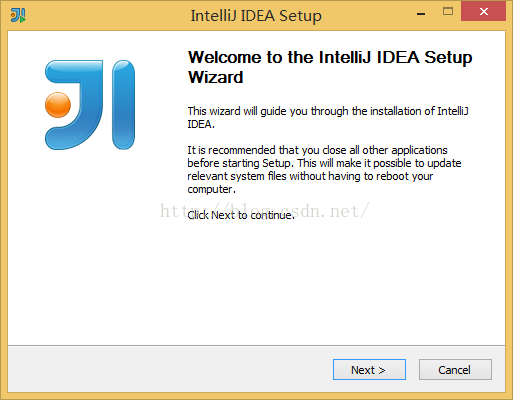 IntelliJ IDEA Setup
Welcome to the IntelliJ IDEA Setup
Wizard
This wizard will guide you through the installation of IntelliJ
IDEA.
It is recommended that you close all other applications
before starting Setup. This will make it possible to update
relevant system files without having to reboot your
computer.
http://blog.csdn.net/
Click Next to continue.
Next >
Cancel